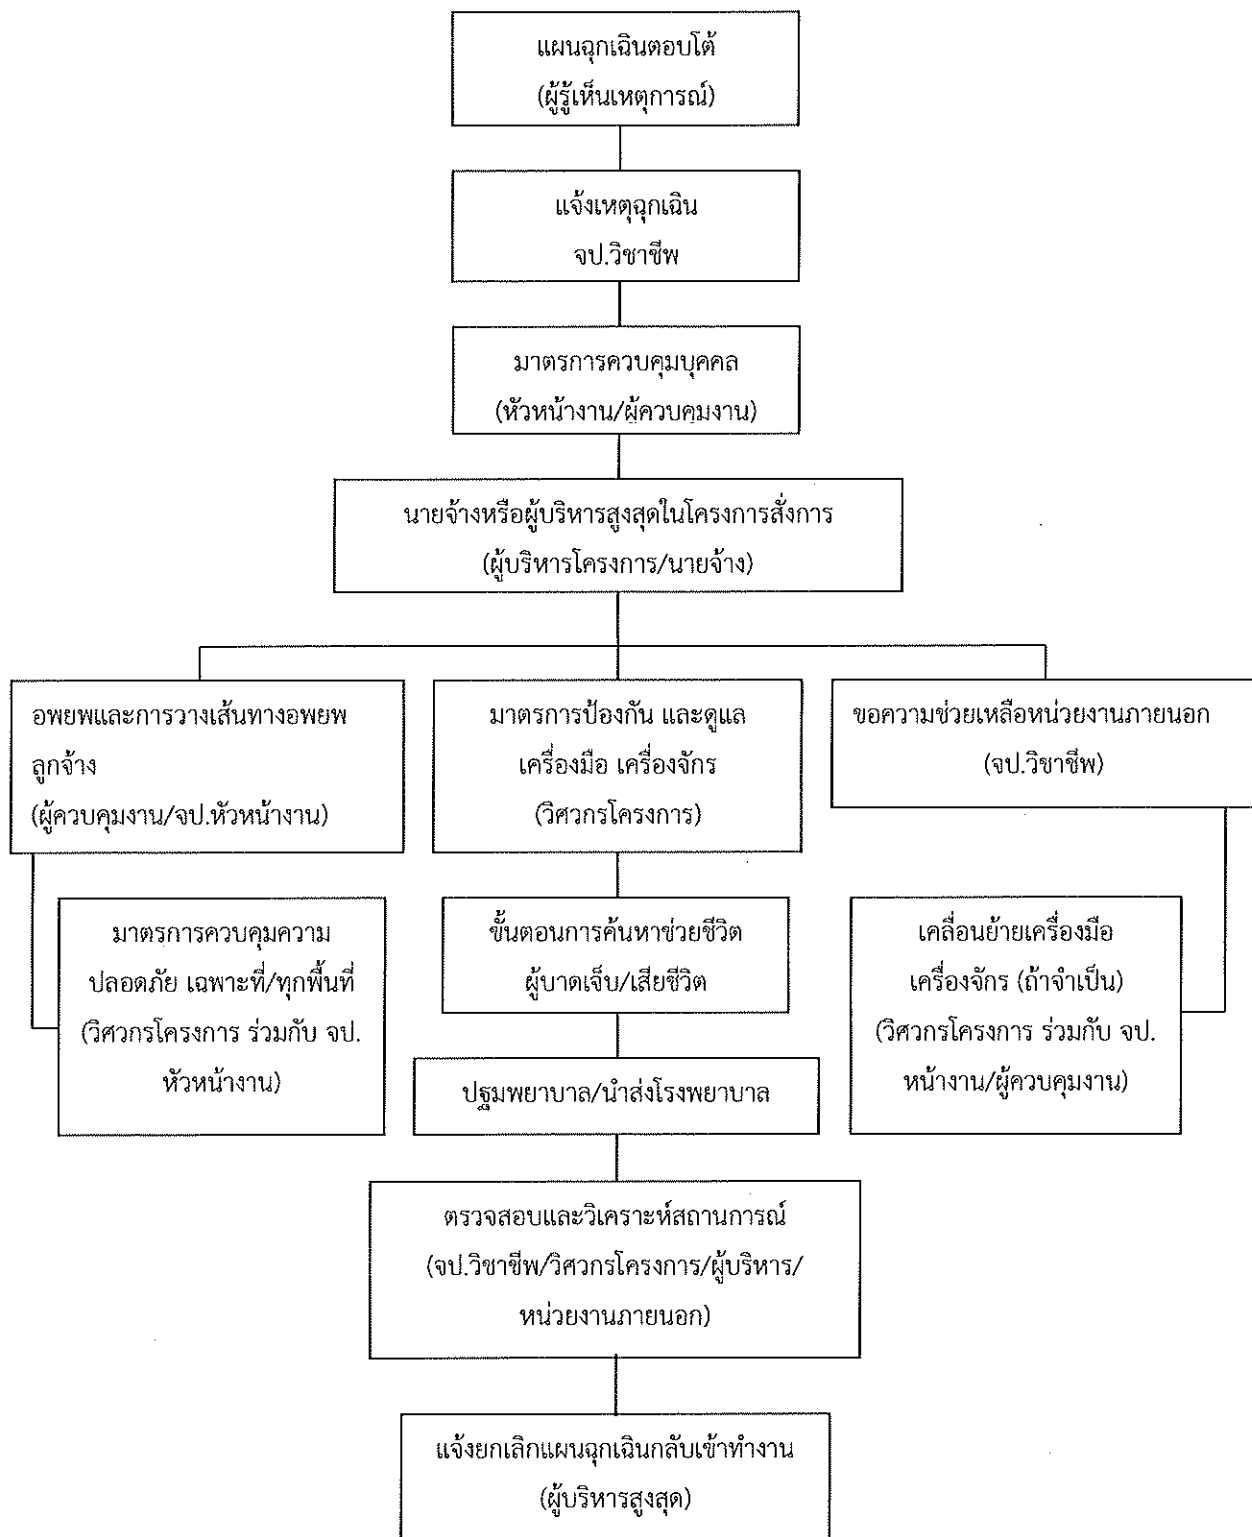 แผนฉุกเฉินตอบโต้
(ผู้รู้เห็นเหตุการณ์)
แจ้งเหตุฉุกเฉิน
จป.วิชาชีพ
มาตรการควบคุมบุคคล
(หัวหน้างาน/ผู้ควบคุมงาน)
นายจ้างหรือผู้บริหารสูงสุดในโครงการสั่งการ
(ผู้บริหารโครงการ/นายจ้าง)
อพยพและการวางเส้นทางอพยพ
ลูกจ้าง
(ผู้ควบคุมงาน/จป.หัวหน้างาน)
มาตรการป้องกัน และดูแล
เครื่องมือ เครื่องจักร
(วิศวกรโครงการ)
ขอความช่วยเหลือหน่วยงานภายนอก
(จป.วิชาชีพ)
มาตรการควบคุมความ
ปลอดภัย เฉพาะที่/ทุกพื้นที่
(วิศวกรโครงการ ร่วมกับ จป.
หัวหน้างาน)
ขั้นตอนการค้นหาช่วยชีวิต
ผู้บาดเจ็บ/เสียชีวิต
เคลื่อนย้ายเครื่องมือ
เครื่องจักร (ถ้าจำเป็น)
(วิศวกรโครงการ ร่วมกับ จป.
หน้างาน/ผู้ควบคุมงาน)
ปฐมพยาบาล/นำส่งโรงพยาบาล
ตรวจสอบและวิเคราะห์สถานการณ์
(จป.วิชาชีพ/วิศวกรโครงการ/ผู้บริหาร/
หน่วยงานภายนอก)
แจ้งยกเลิกแผนฉุกเฉินกลับเข้าทำงาน
(ผู้บริหารสูงสุด)